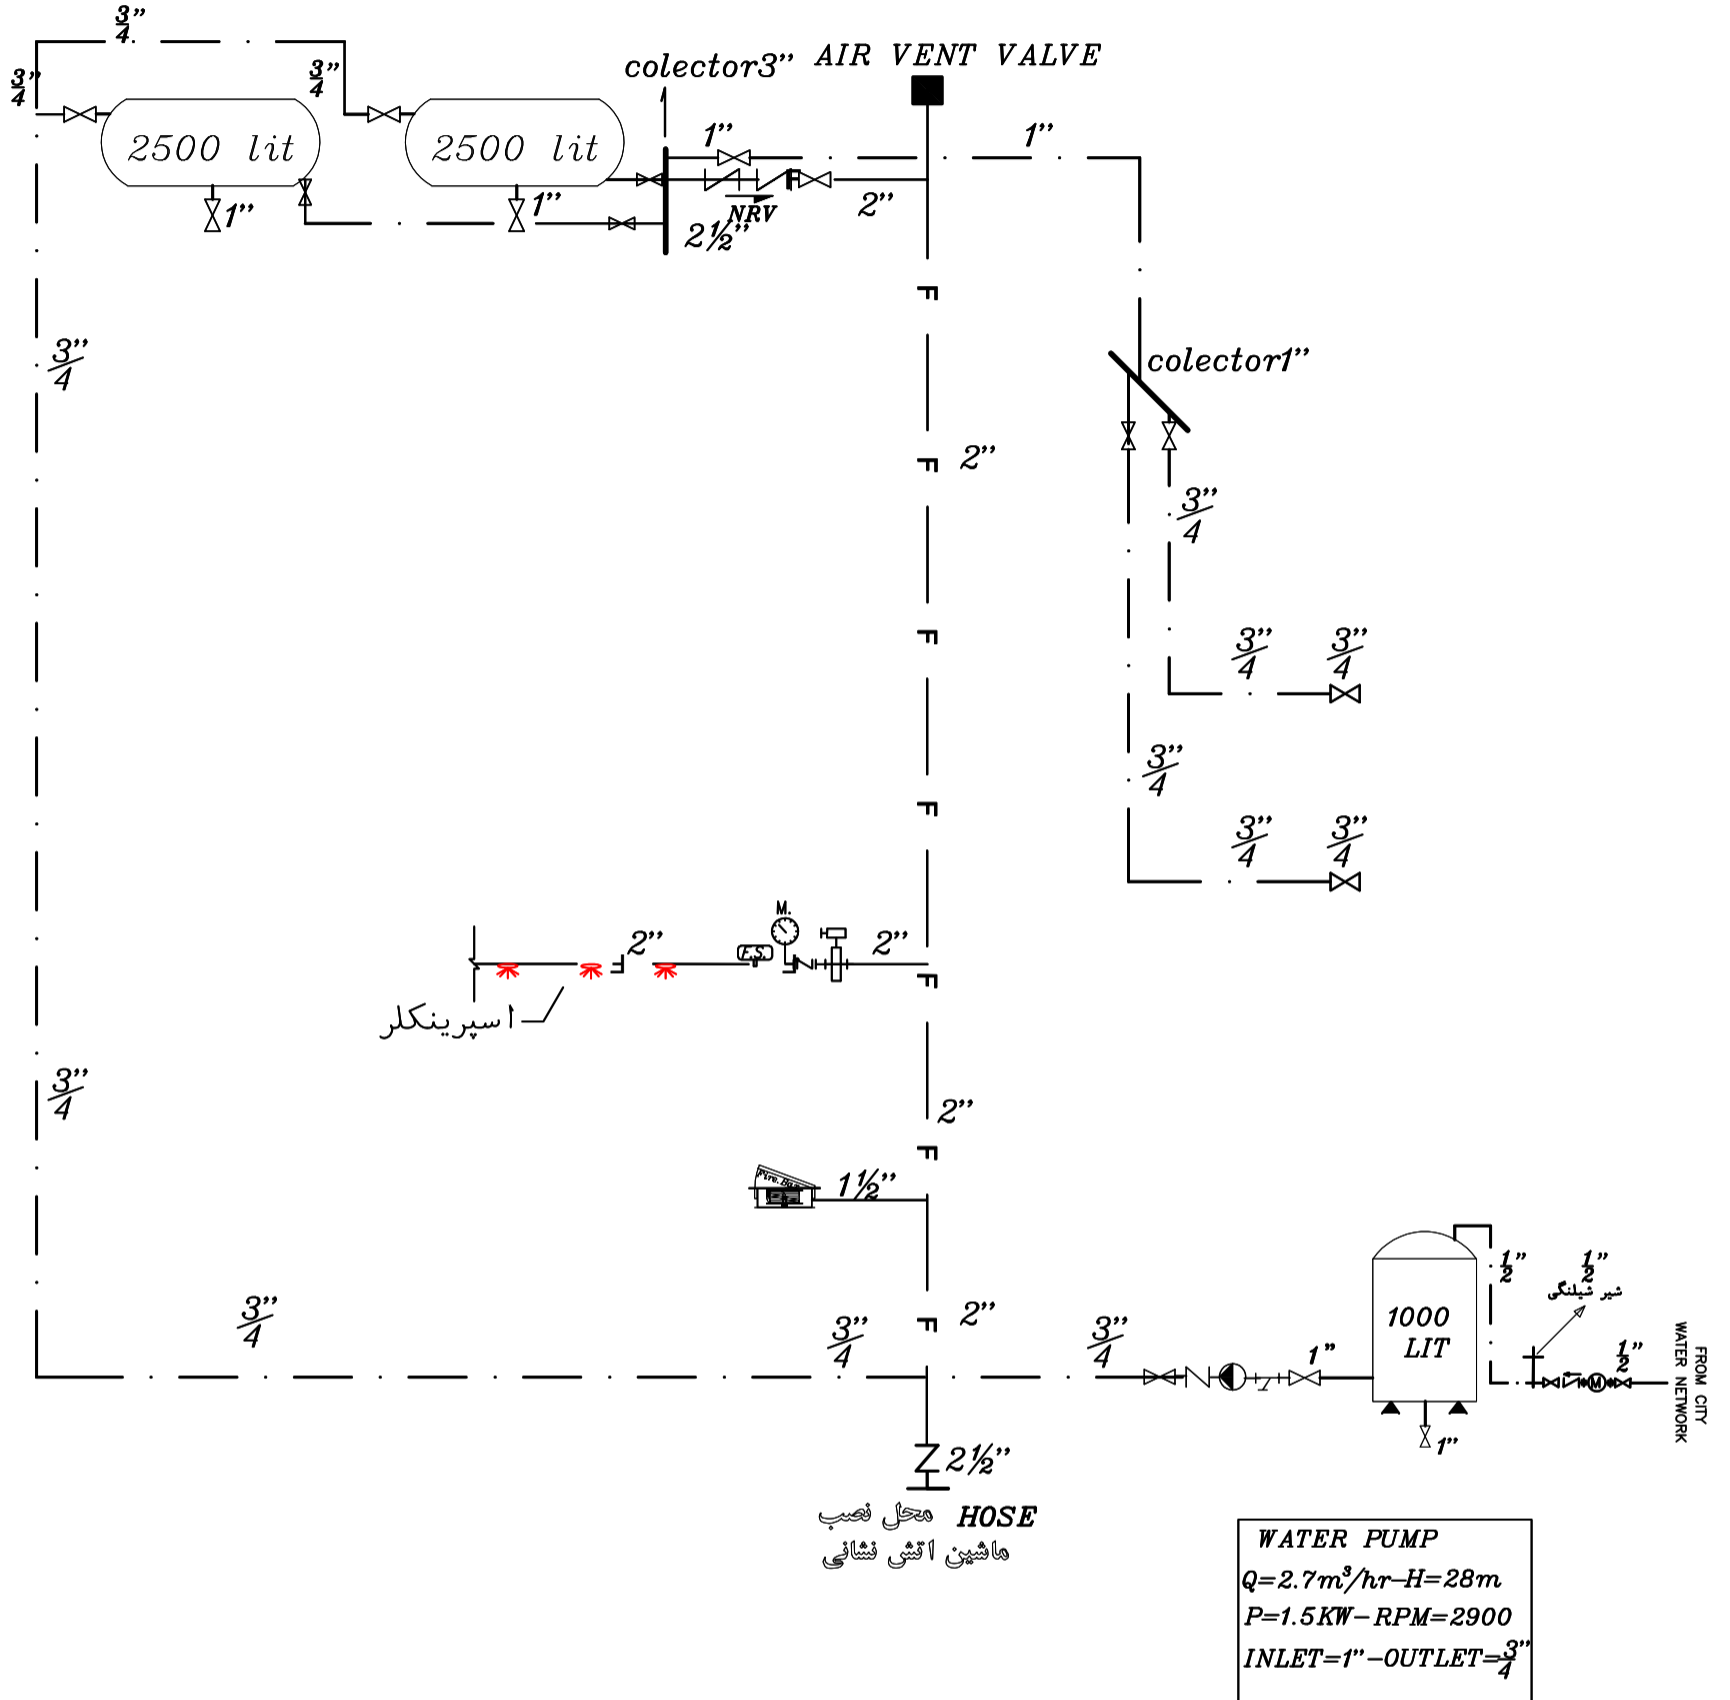 3/4"
3/4"
3/4"
colector3"
AIR VENT VALVE
2500 lit
2500 lit
1"
1"
1"
1"
NRV
2"
2½"
3/4"
colector1"
2"
3/4"
3/4"
3/4"
3/4"
3/4"
3/4"
M.
F.S.
2"
2"
اسپرینکلر
3/4"
2"
1½"
3/4"
3/4"
2"
3/4"
1"
1000
LIT
1/2"
1/2"
شیر شیلنگی
1/2"
M
FROM CITY
WATER NETWORK
1"
2½"
محل نصب HOSE
ماشین اتش نشانی
WATER PUMP
Q=2.7m³/hr-H=28m
P=1.5KW-RPM=2900
INLET=1"-OUTLET=3/4"